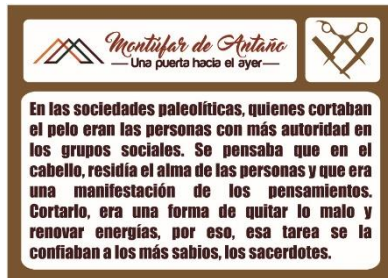 Montúfar de Antaño
Una puerta hacia el ayer
En las sociedades paleolíticas, quienes cortaban
el pelo eran las personas con más autoridad en
los grupos sociales. Se pensaba que en el
cabello, residía el alma de las personas y que era
una manifestación de los pensamientos.
Cortarlo, era una forma de quitar lo malo y
renovar energías, por eso, esa tarea se la
confiaban a los más sabios, los sacerdotes.